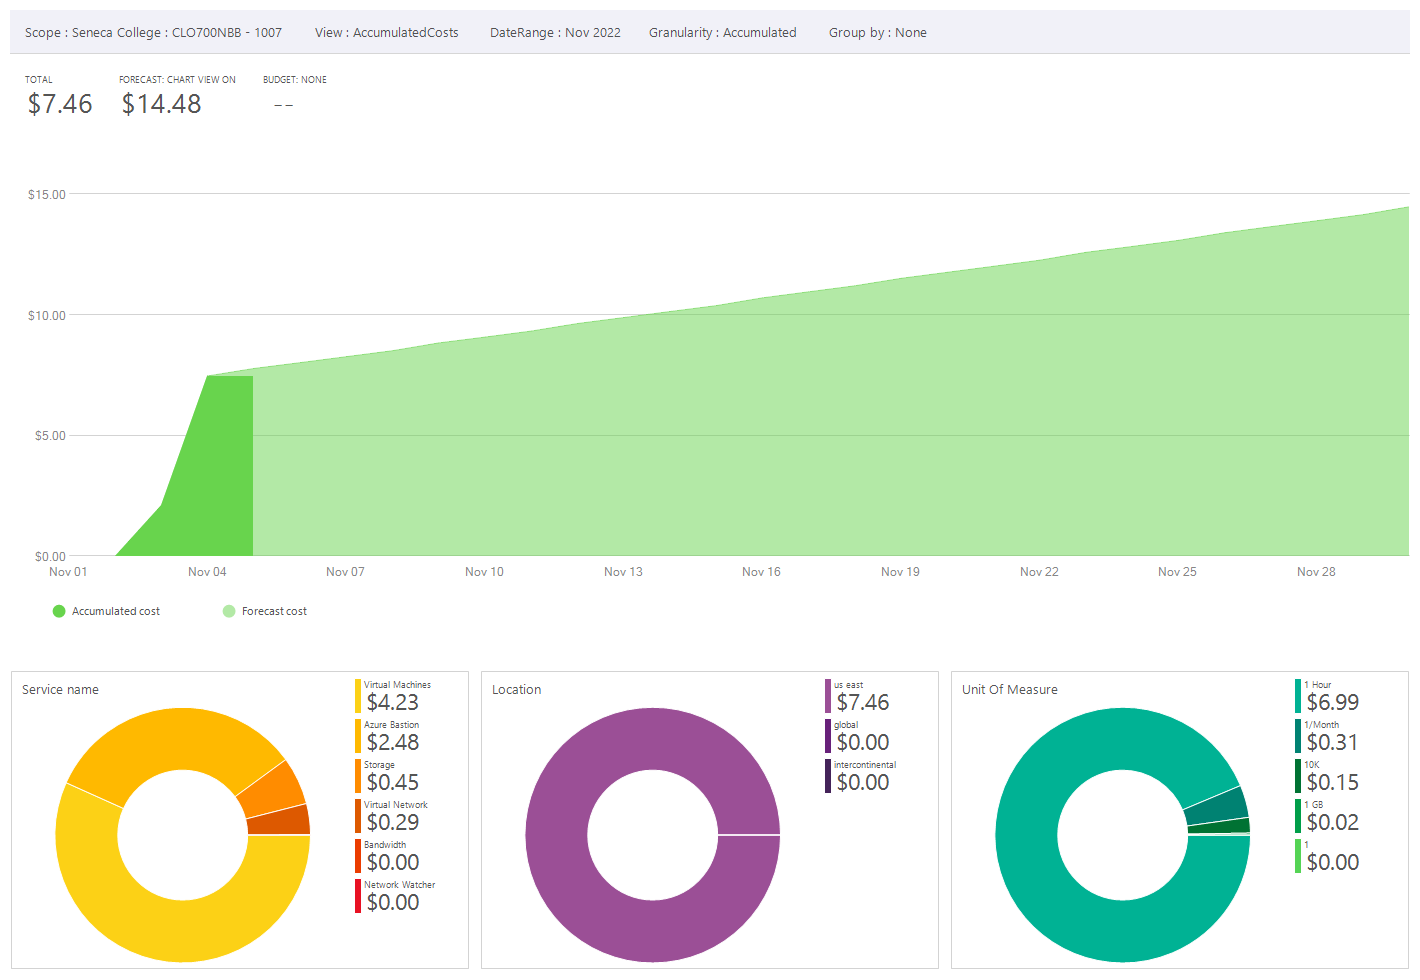 Scope : Seneca College : CLO700NBB - 1007 View : AccumulatedCosts DateRange : Nov 2022 Granularity : Accumulated Group by : None
TOTAL FORECAST: CHART VIEW ON BUDGET: NONE
$7.46 $14.48 --
$15.00
$10.00
$5.00
$0.00
Nov 01 Nov 04 Nov 07 Nov 10 Nov 13 Nov 16 Nov 19 Nov 22 Nov 25 Nov 28
Accumulated cost Forecast cost
Service name
Virtual Machines
$4.23
Azure Bastion
$2.48
Storage
$0.45
Virtual Network
$0.29
Bandwidth
$0.00
Network Watcher
$0.00
Location
us east
$7.46
global
$0.00
intercontinental
$0.00
Unit Of Measure
1 Hour
$6.99
1/Month
$0.31
10K
$0.15
1 GB
$0.02
1
$0.00